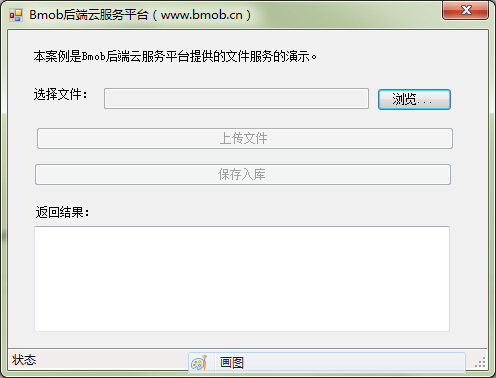 Bmob后端云服务平台（www.bmob.cn）
本案例是Bmob后端云服务平台提供的文件服务的演示。
选择文件： 浏览...
上传文件
保存入库
返回结果：
状态 画图